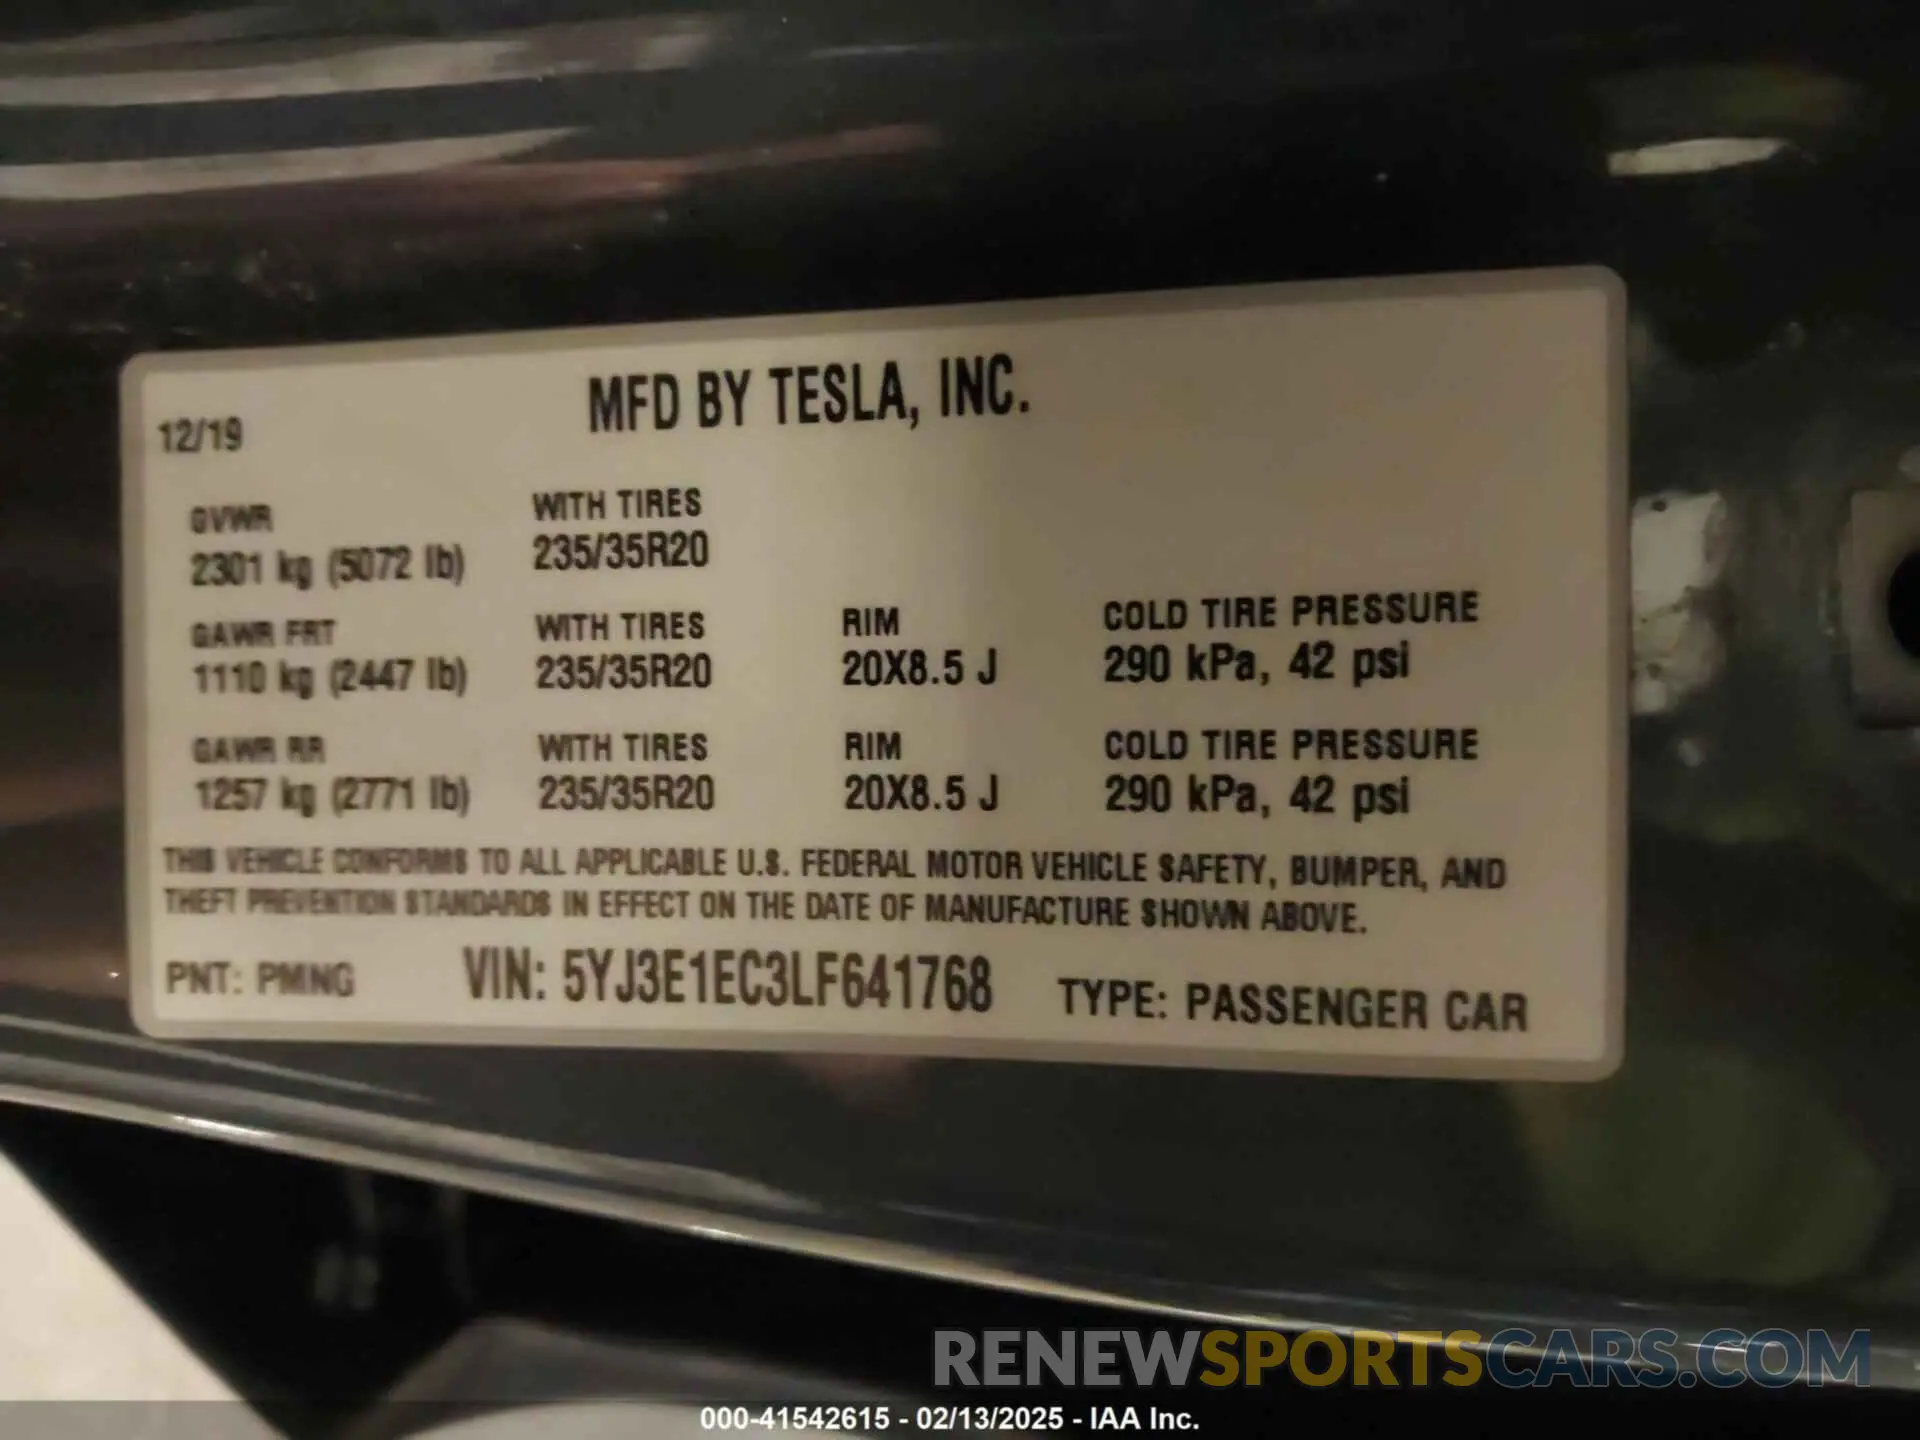 MFD BY TESLA, INC.
12/19
GVWR WITH TIRES
2301 kg (5072 lb) 235/35R20
GAWR FRT WITH TIRES RIM COLD TIRE PRESSURE
1110 kg (2447 lb) 235/35R20 20X8.5 J 290 kPa, 42 psi
GAWR RR WITH TIRES RIM COLD TIRE PRESSURE
1257 kg (2771 lb) 235/35R20 20X8.5 J 290 kPa, 42 psi
THIS VEHICLE CONFORMS TO ALL APPLICABLE U.S. FEDERAL MOTOR VEHICLE SAFETY, BUMPER, AND
THEFT PREVENTION STANDARDS IN EFFECT ON THE DATE OF MANUFACTURE SHOWN ABOVE.
PNT: PMNG VIN: 5YJ3E1EC3LF641768 TYPE: PASSENGER CAR
RENEWSPORTSCARS.COM
000-41542615 - 02/13/2025 - IAA Inc.